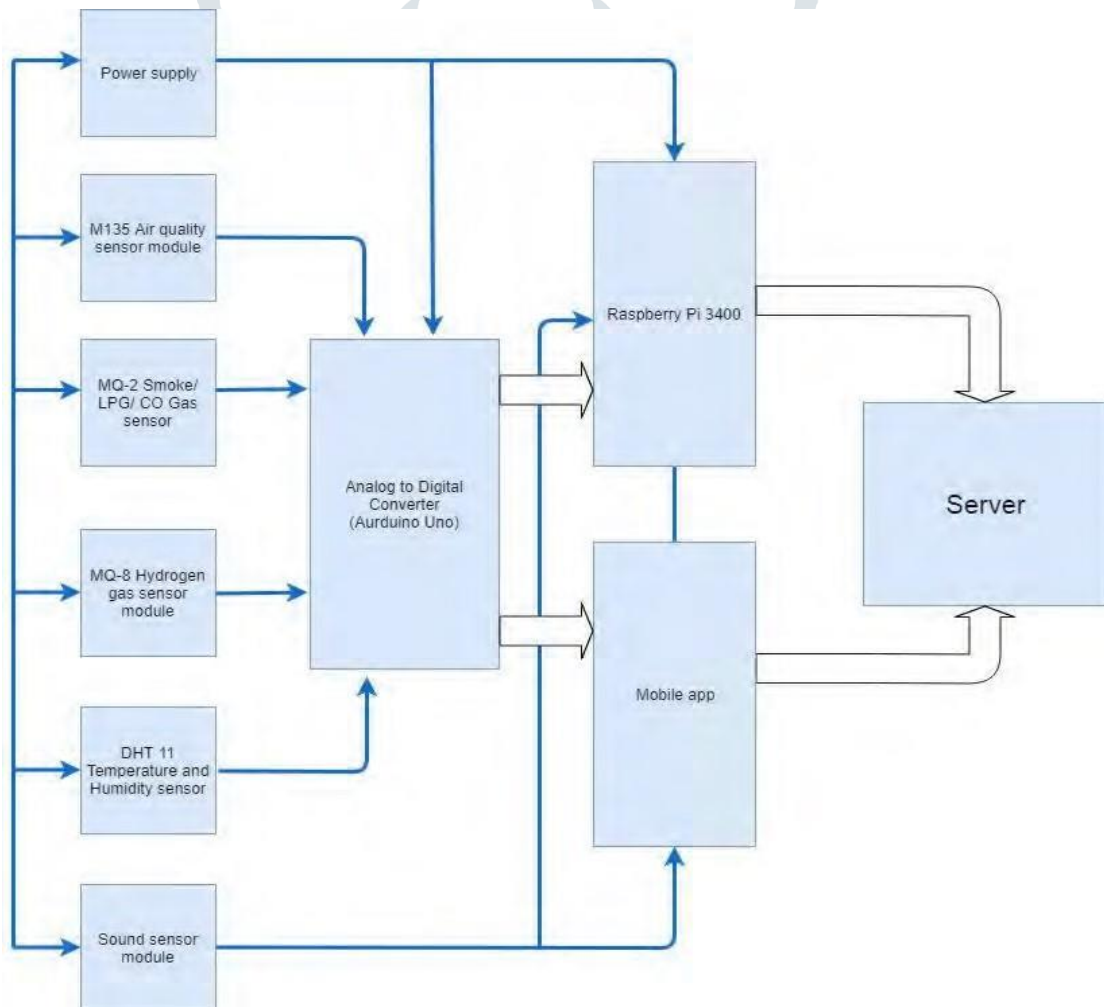 Power supply
M135 Air quality
sensor module
MQ-2 Smoke/
LPG/ CO Gas
sensor
MQ-8 Hydrogen
gas sensor
module
DHT 11
Temperature and
Humidity sensor
Sound sensor
module
Analog to Digital
Converter
(Aurduino Uno)
Raspberry Pi 3400
Mobile app
Server